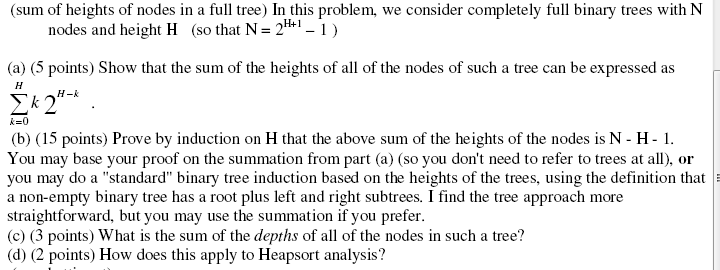 (sum of heights of nodes in a full tree) In this problem, we consider completely full binary trees with N
nodes and height H (so that N = 2^{H+1} – 1 )
(a) (5 points) Show that the sum of the heights of all of the nodes of such a tree can be expressed as
\sum_{k=0}^{H} k 2^{H-k} .
(b) (15 points) Prove by induction on H that the above sum of the heights of the nodes is N - H - 1.
You may base your proof on the summation from part (a) (so you don't need to refer to trees at all), or
you may do a "standard" binary tree induction based on the heights of the trees, using the definition that
a non-empty binary tree has a root plus left and right subtrees. I find the tree approach more
straightforward, but you may use the summation if you prefer.
(c) (3 points) What is the sum of the depths of all of the nodes in such a tree?
(d) (2 points) How does this apply to Heapsort analysis?